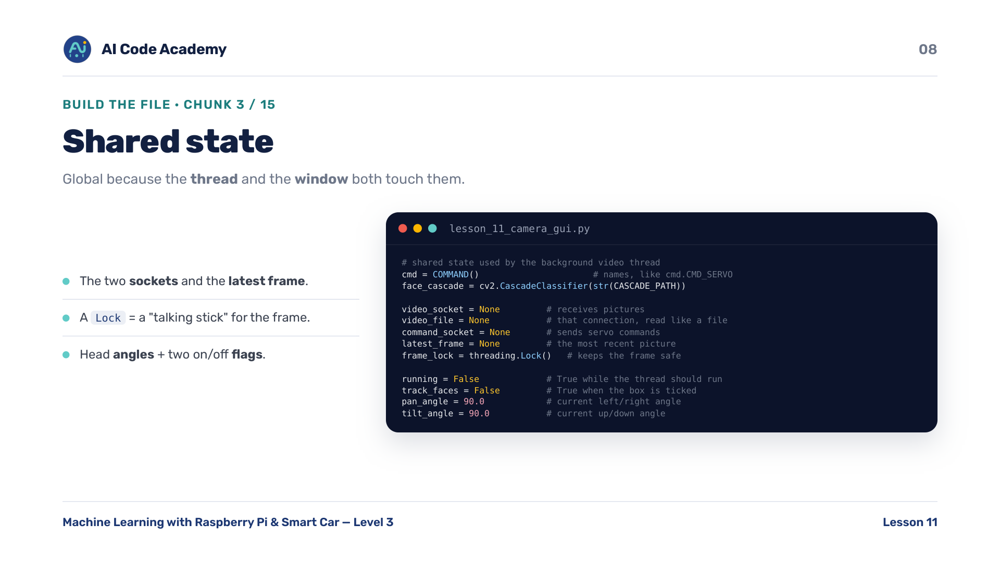 AI Code Academy
08
BUILD THE FILE • CHUNK 3 / 15
Shared state
Global because the thread and the window both touch them.
The two sockets and the latest frame.
A Lock = a "talking stick" for the frame.
Head angles + two on/off flags.
lesson_11_camera_gui.py
# shared state used by the background video thread
cmd = COMMAND()                      # names, like cmd.CMD_SERVO
face_cascade = cv2.CascadeClassifier(str(CASCADE_PATH))
video_socket = None         # receives pictures
video_file = None           # that connection, read like a file
command_socket = None       # sends servo commands
latest_frame = None         # the most recent picture
frame_lock = threading.Lock()   # keeps the frame safe
running = False             # True while the thread should run
track_faces = False         # True when the box is ticked
pan_angle = 90.0            # current left/right angle
tilt_angle = 90.0           # current up/down angle
Machine Learning with Raspberry Pi & Smart Car — Level 3
Lesson 11